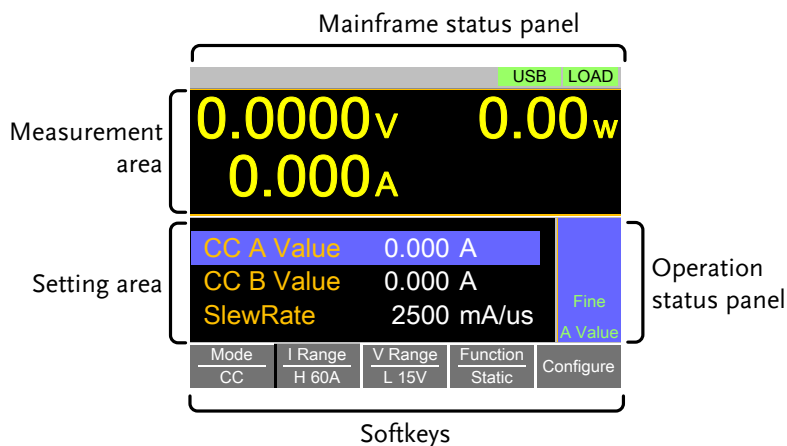 Mainframe status panel
USB LOAD
Measurement area
0.0000V 0.00w
0.000A
Setting area
CC A Value 0.000 A
CC B Value 0.000 A
SlewRate 2500 mA/us
Fine
A Value
Operation status panel
Mode I Range V Range Function Configure
CC H 60A L 15V Static
Softkeys